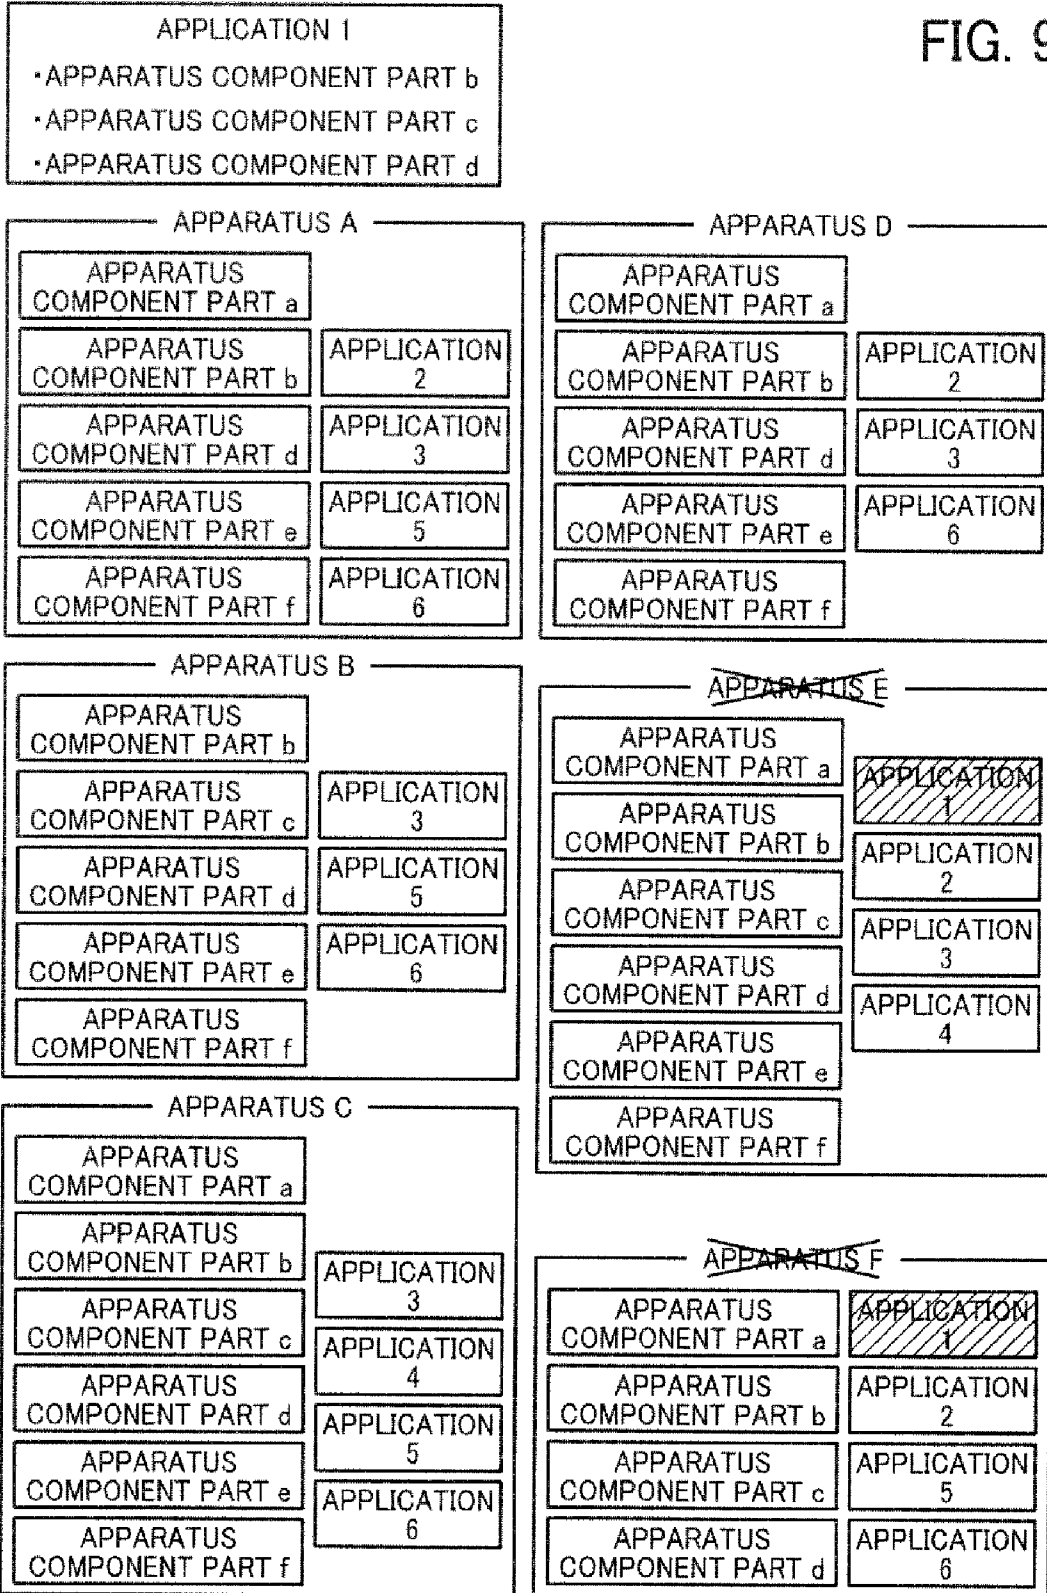 FIG. 9
APPLICATION 1
・APPARATUS COMPONENT PART b
・APPARATUS COMPONENT PART c
・APPARATUS COMPONENT PART d
APPARATUS A
APPARATUS
COMPONENT PART a
APPARATUS
COMPONENT PART b
APPLICATION
2
APPARATUS
COMPONENT PART d
APPLICATION
3
APPARATUS
COMPONENT PART e
APPLICATION
5
APPARATUS
COMPONENT PART f
APPLICATION
6
APPARATUS B
APPARATUS
COMPONENT PART b
APPARATUS
COMPONENT PART c
APPLICATION
3
APPARATUS
COMPONENT PART d
APPLICATION
5
APPARATUS
COMPONENT PART e
APPLICATION
6
APPARATUS
COMPONENT PART f
APPARATUS C
APPARATUS
COMPONENT PART a
APPARATUS
COMPONENT PART b
APPARATUS
COMPONENT PART c
APPARATUS
COMPONENT PART d
APPARATUS
COMPONENT PART e
APPARATUS
COMPONENT PART f
APPLICATION
3
APPLICATION
4
APPLICATION
5
APPLICATION
6
APPARATUS D
APPARATUS
COMPONENT PART a
APPARATUS
COMPONENT PART b
APPLICATION
2
APPARATUS
COMPONENT PART d
APPLICATION
3
APPARATUS
COMPONENT PART e
APPLICATION
6
APPARATUS
COMPONENT PART f
APPARATUS E
APPARATUS
COMPONENT PART a
APPARATUS
COMPONENT PART b
APPARATUS
COMPONENT PART c
APPARATUS
COMPONENT PART d
APPARATUS
COMPONENT PART e
APPARATUS
COMPONENT PART f
APPLICATION
1
APPLICATION
2
APPLICATION
3
APPLICATION
4
APPARATUS F
APPARATUS
COMPONENT PART a
APPLICATION
1
APPARATUS
COMPONENT PART b
APPLICATION
2
APPARATUS
COMPONENT PART c
APPLICATION
5
APPARATUS
COMPONENT PART d
APPLICATION
6